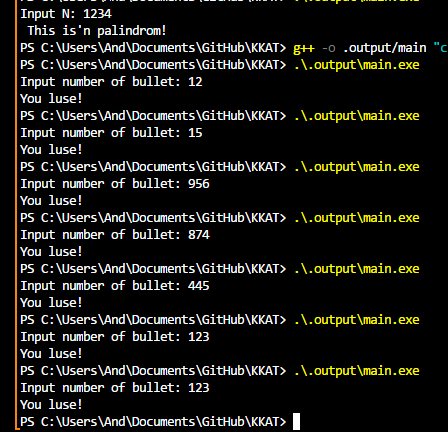 Input N: 1234
 This is'n palindrom!
PS C:\Users\And\Documents\GitHub\KKAT> g++ -o .output/main "c
PS C:\Users\And\Documents\GitHub\KKAT> .\.output\main.exe
Input number of bullet: 12
You luse!
PS C:\Users\And\Documents\GitHub\KKAT> .\.output\main.exe
Input number of bullet: 15
You luse!
PS C:\Users\And\Documents\GitHub\KKAT> .\.output\main.exe
Input number of bullet: 956
You luse!
PS C:\Users\And\Documents\GitHub\KKAT> .\.output\main.exe
Input number of bullet: 874
You luse!
PS C:\Users\And\Documents\GitHub\KKAT> .\.output\main.exe
Input number of bullet: 445
You luse!
PS C:\Users\And\Documents\GitHub\KKAT> .\.output\main.exe
Input number of bullet: 123
You luse!
PS C:\Users\And\Documents\GitHub\KKAT> .\.output\main.exe
Input number of bullet: 123
You luse!
PS C:\Users\And\Documents\GitHub\KKAT>